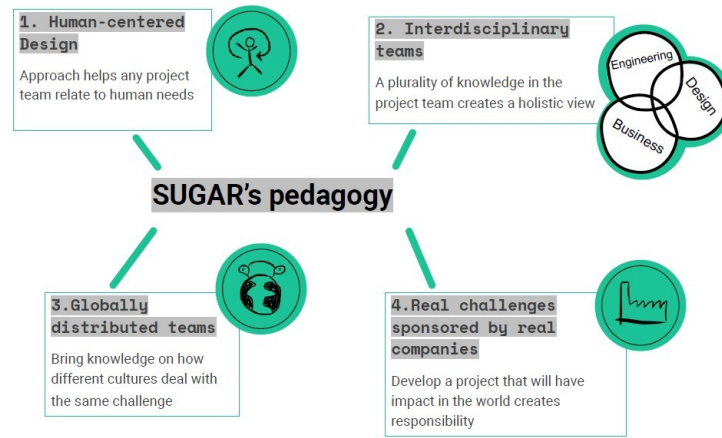 1. Human-centered
Design
Approach helps any project
team relate to human needs
2. Interdisciplinary
teams
A plurality of knowledge in the
project team creates a holistic view
Engineering
Design
Business
SUGAR's pedagogy
3.Globally
distributed teams
Bring knowledge on how
different cultures deal with
the same challenge
4.Real challenges
sponsored by real
companies
Develop a project that will have
impact in the world creates
responsibility